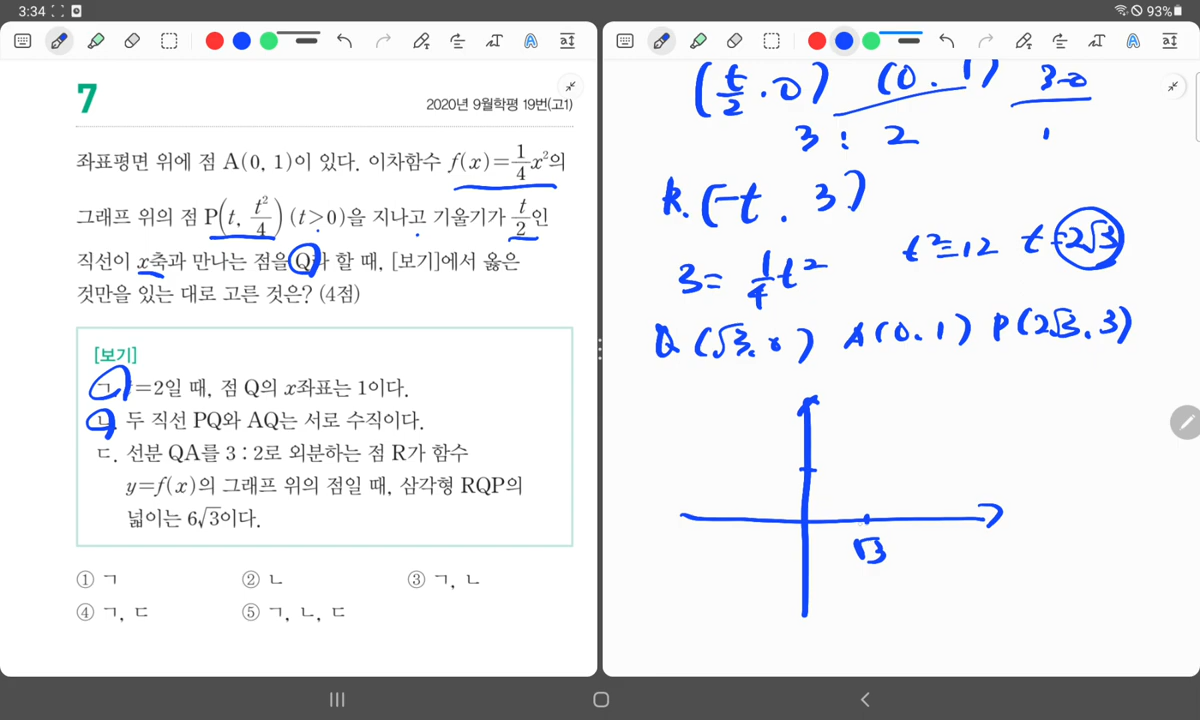 3:34
93%
7
2020년 9월학평 19번(고1)
좌표평면 위에 점 A(0, 1)이 있다. 이차함수 f(x)=1/4x²의
그래프 위의 점 P(t, t²/4)(t>0)을 지나고 기울기가 t/2인
직선이 x축과 만나는 점을 Q라 할 때, [보기]에서 옳은
것만을 있는 대로 고른 것은? (4점)
[보기]
ㄱ. =2일 때, 점 Q의 x좌표는 1이다.
ㄴ. 두 직선 PQ와 AQ는 서로 수직이다.
ㄷ. 선분 QA를 3 : 2로 외분하는 점 R가 함수
y=f(x)의 그래프 위의 점일 때, 삼각형 RQP의
넓이는 6√3이다.
① ㄱ ② ㄴ ③ ㄱ, ㄴ
④ ㄱ, ㄷ ⑤ ㄱ, ㄴ, ㄷ
(t/2 . 0) (0 . 1) 3-0
3 : 2 1
R. (-t . 3)
3 = 1/4 t² t²=12 t=2√3
Q (√3. 0) A(0. 1) P(2√3. 3)
√3